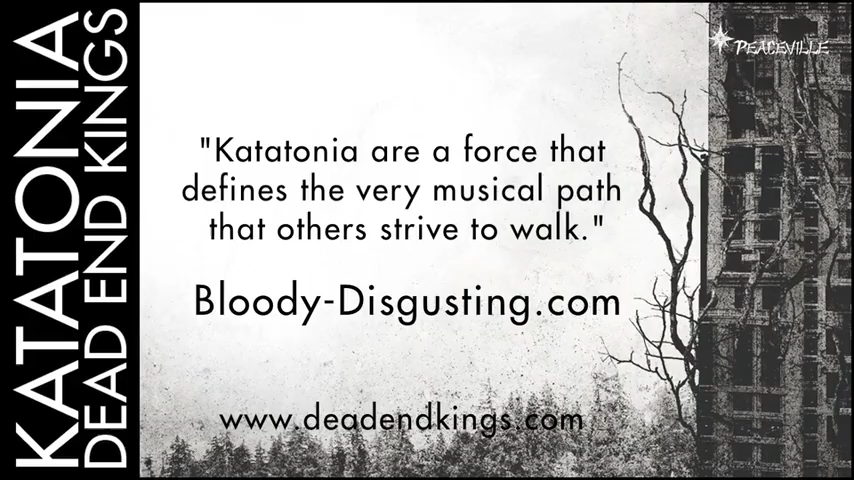 KATATONIA
DEAD END KINGS
PEACEVILLE
"Katatonia are a force that
defines the very musical path
that others strive to walk."
Bloody-Disgusting.com
www.deadendkings.com